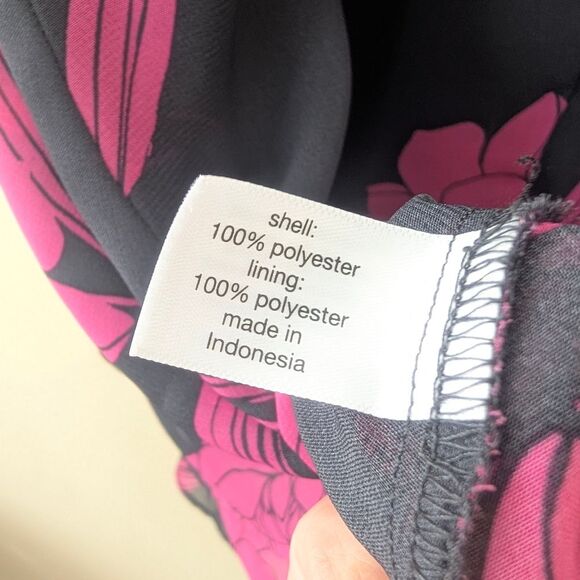 shell:
100% polyester
lining:
100% polyester
made in
Indonesia